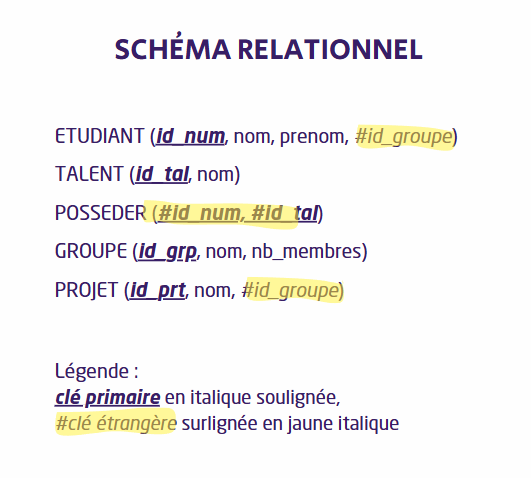 SCHÉMA RELATIONNEL
ETUDIANT (id_num, nom, prenom, #id_groupe)
TALENT (id_tal, nom)
POSSEDER (#id_num, #id_tal)
GROUPE (id_grp, nom, nb_membres)
PROJET (id_prt, nom, #id_groupe)
Légende :
clé primaire en italique soulignée,
#clé étrangère surlignée en jaune italique